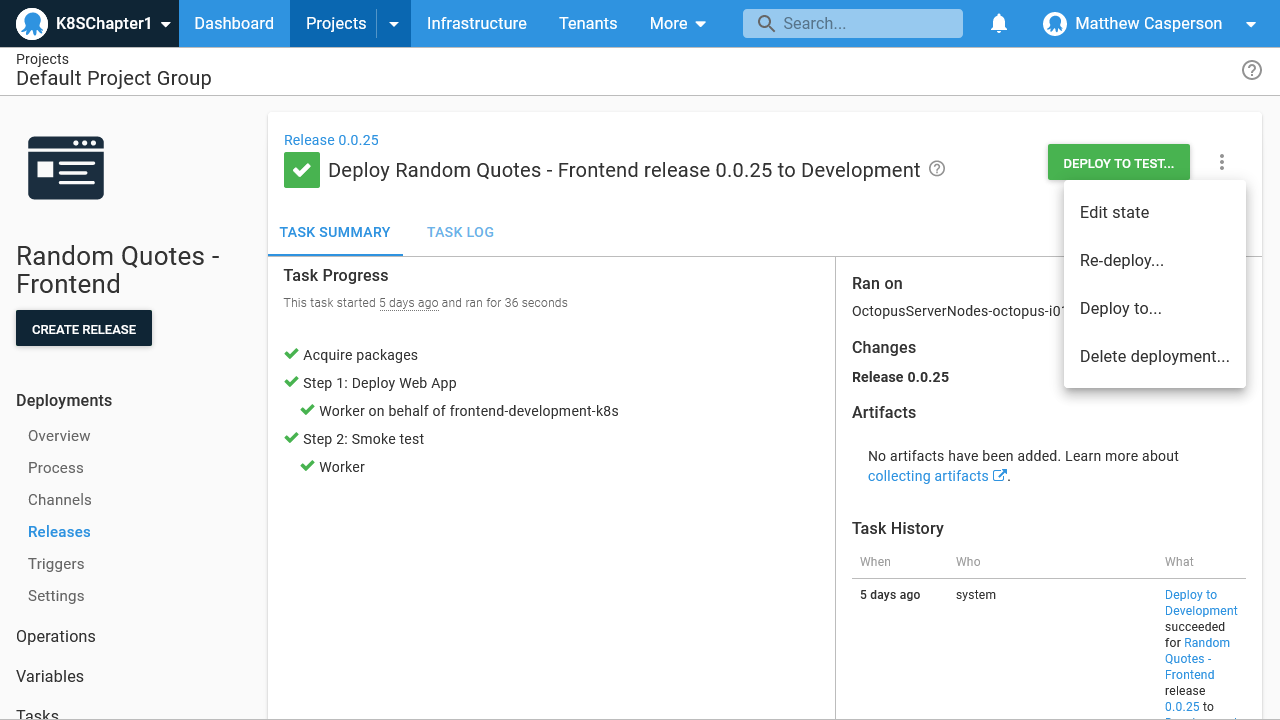 K8SChapter1
Dashboard
Projects
Infrastructure
Tenants
More
Search...
Matthew Casperson
Projects
Default Project Group
Random Quotes -
Frontend
CREATE RELEASE
Deployments
Overview
Process
Channels
Releases
Triggers
Settings
Operations
Variables
Tasks
Release 0.0.25
Deploy Random Quotes - Frontend release 0.0.25 to Development
DEPLOY TO TEST...
Edit state
Re-deploy...
Deploy to...
Delete deployment...
TASK SUMMARY
TASK LOG
Task Progress
This task started 5 days ago and ran for 36 seconds
Acquire packages
Step 1: Deploy Web App
Worker on behalf of frontend-development-k8s
Step 2: Smoke test
Worker
Ran on
OctopusServerNodes-octopus-i01
Changes
Release 0.0.25
Artifacts
No artifacts have been added. Learn more about
collecting artifacts.
Task History
When
Who
What
5 days ago
system
Deploy to
Development
succeeded
for Random
Quotes -
Frontend
release
0.0.25 to